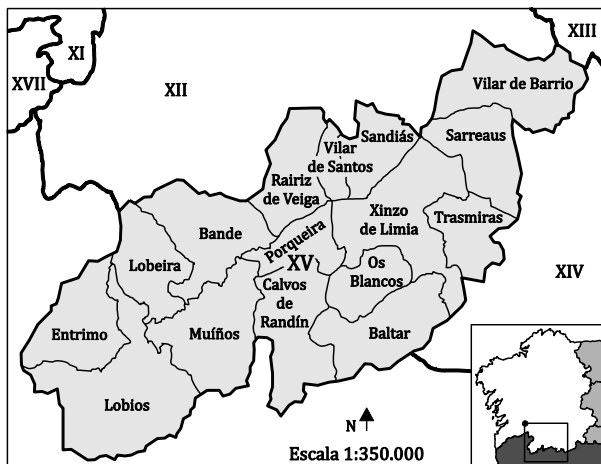 XI
XIII
XVII
XII
Vilar de Barrio
Sandiás
Sarreaus
Vilar
de Santos
Rairiz
de Veiga
Xinzo
de Limia
Trasmiras
Bande
Porqueira
Lobeira
XV
Os
Blancos
XIV
Calvos
de
Randín
Entrimo
Muíños
Baltar
Lobios
N
Escala 1:350.000